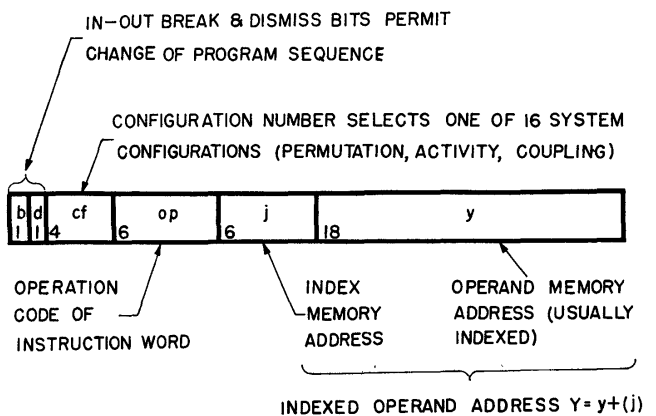 IN-OUT BREAK & DISMISS BITS PERMIT
CHANGE OF PROGRAM SEQUENCE
CONFIGURATION NUMBER SELECTS ONE OF 16 SYSTEM
CONFIGURATIONS (PERMUTATION, ACTIVITY, COUPLING)
b d cf op j y
1 1 4 6 6 18
OPERATION
CODE OF
INSTRUCTION WORD
INDEX
MEMORY
ADDRESS
OPERAND MEMORY
ADDRESS (USUALLY
INDEXED)
INDEXED OPERAND ADDRESS Y = y+(j)